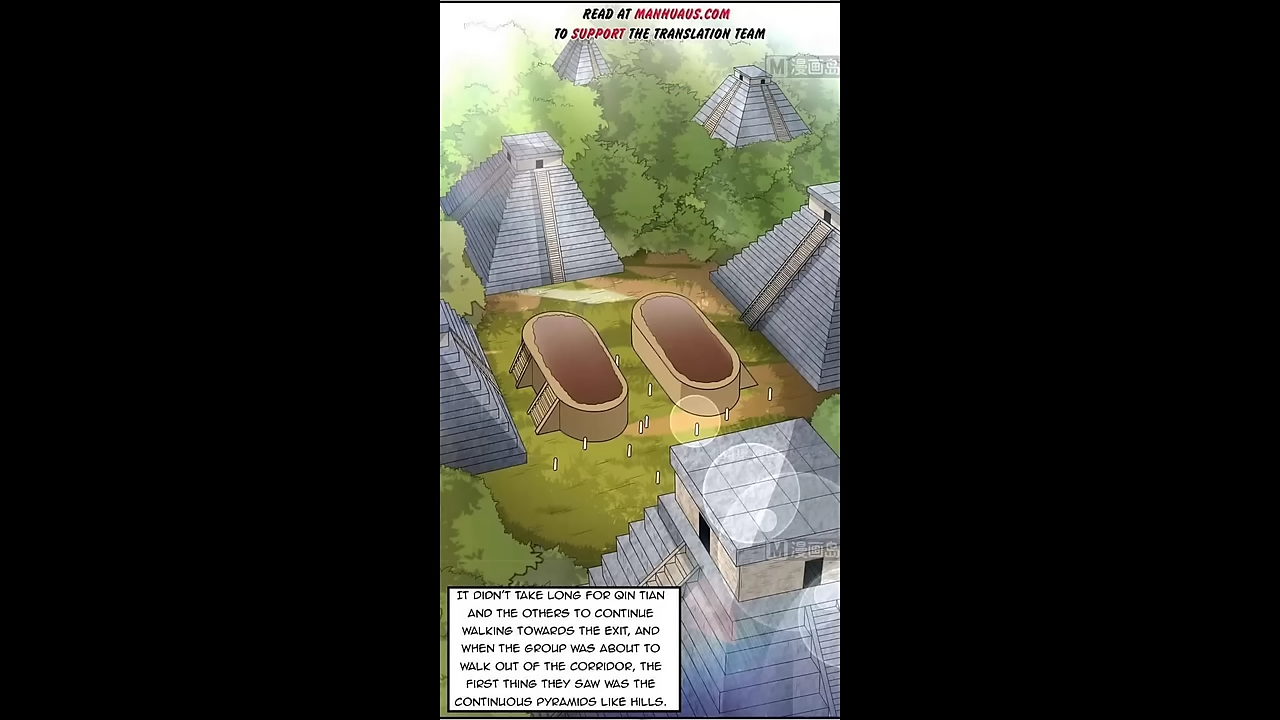 READ AT MANHUAUS.COM
TO SUPPORT THE TRANSLATION TEAM
M 漫画岛
M 漫画岛
IT DIDN'T TAKE LONG FOR QIN TIAN
AND THE OTHERS TO CONTINUE
WALKING TOWARDS THE EXIT, AND
WHEN THE GROUP WAS ABOUT TO
WALK OUT OF THE CORRIDOR, THE
FIRST THING THEY SAW WAS THE
CONTINUOUS PYRAMIDS LIKE HILLS.